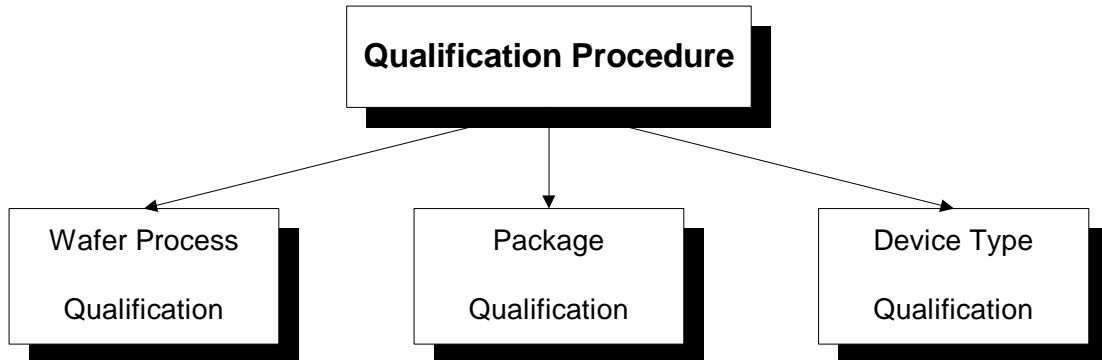 Qualification Procedure
Wafer Process
Qualification
Package
Qualification
Device Type
Qualification